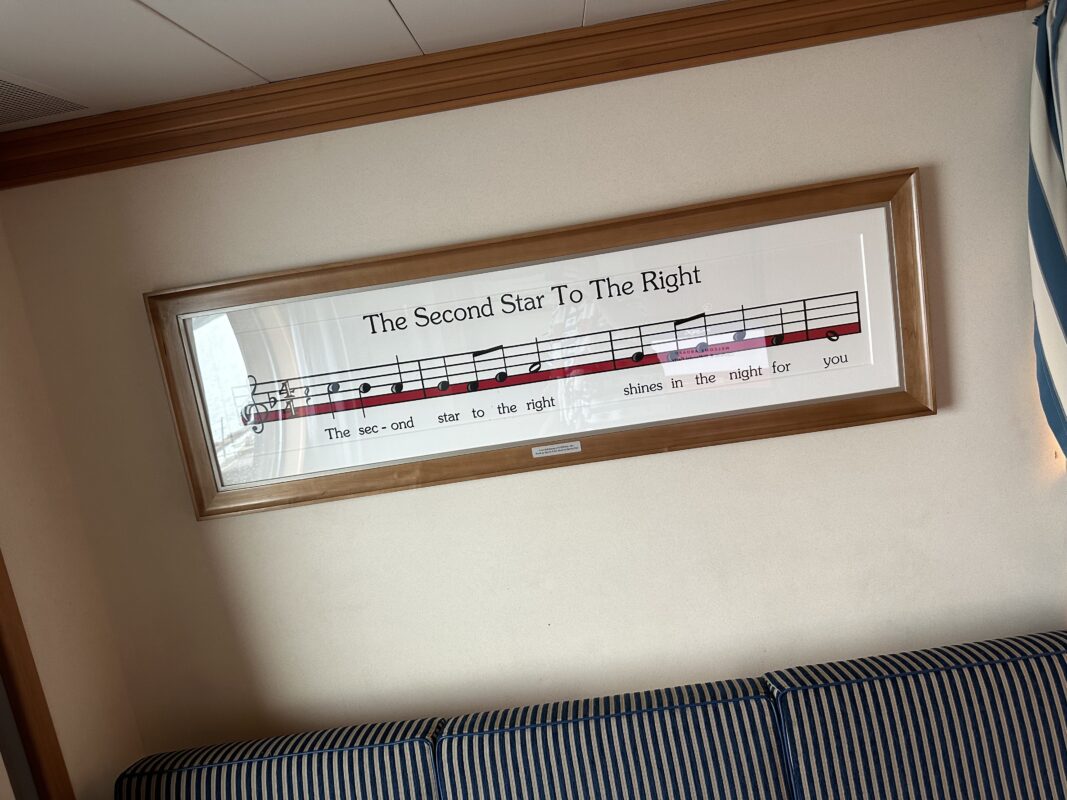 The Second Star To The Right
The sec - ond star to the right shines in the night for you